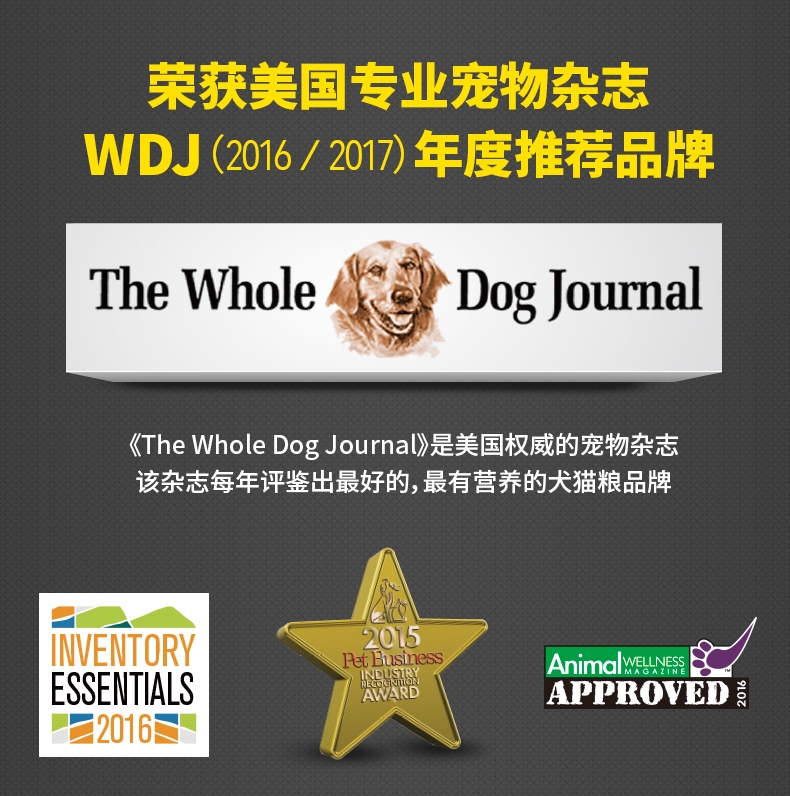 荣获美国专业宠物杂志
WDJ(2016 / 2017)年度推荐品牌
The Whole Dog Journal
《The Whole Dog Journal》是美国权威的宠物杂志
该杂志每年评鉴出最好的,最有营养的犬猫粮品牌
INVENTORY
ESSENTIALS
2016
2015
Pet Business
INDUSTRY
RECOGNITION
AWARD
Animal WELLNESS
MAGAZINE
TM
APPROVED
2016